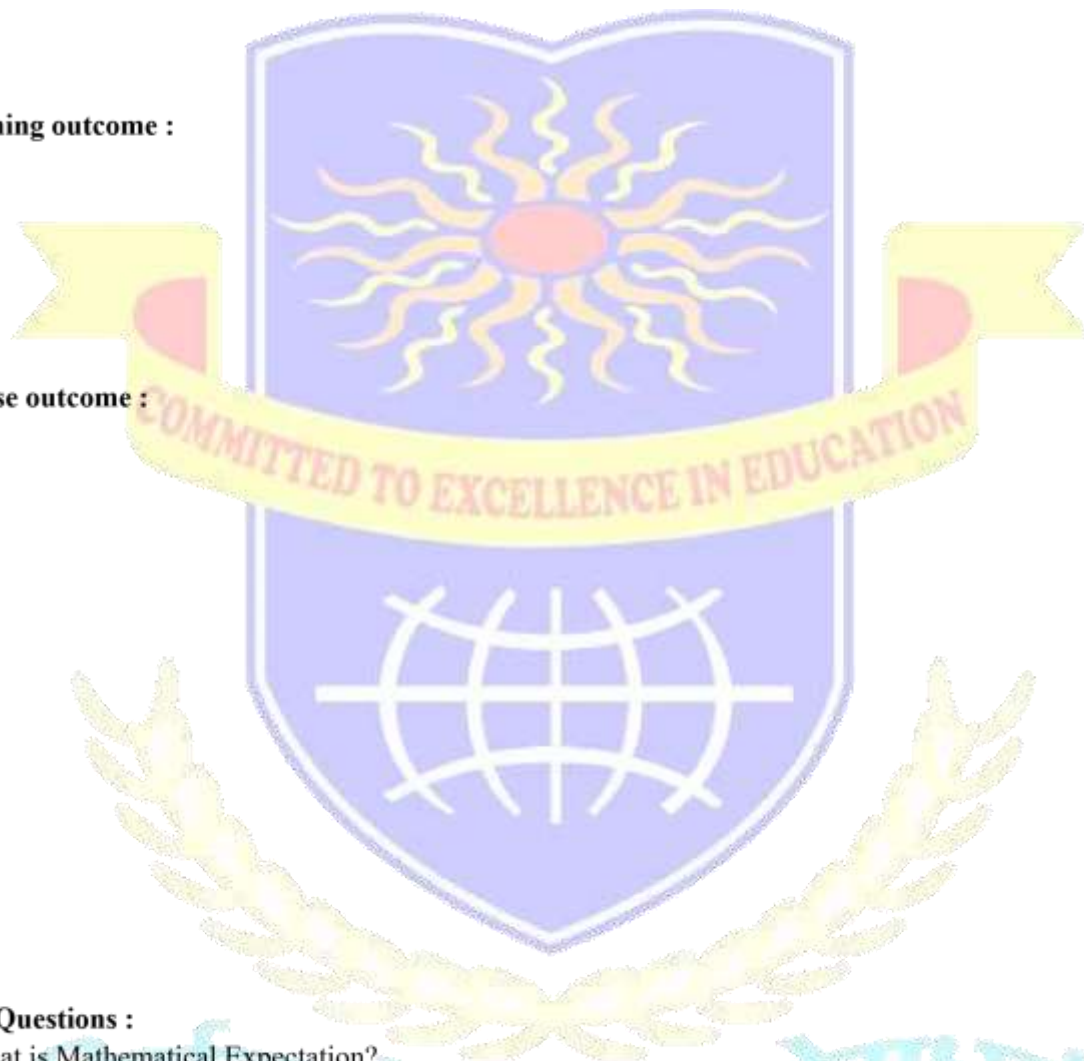 ning outcome :
se outcome :
COMMITTED TO EXCELLENCE IN EDUCATION
Questions :
at is Mathematical Expectation?